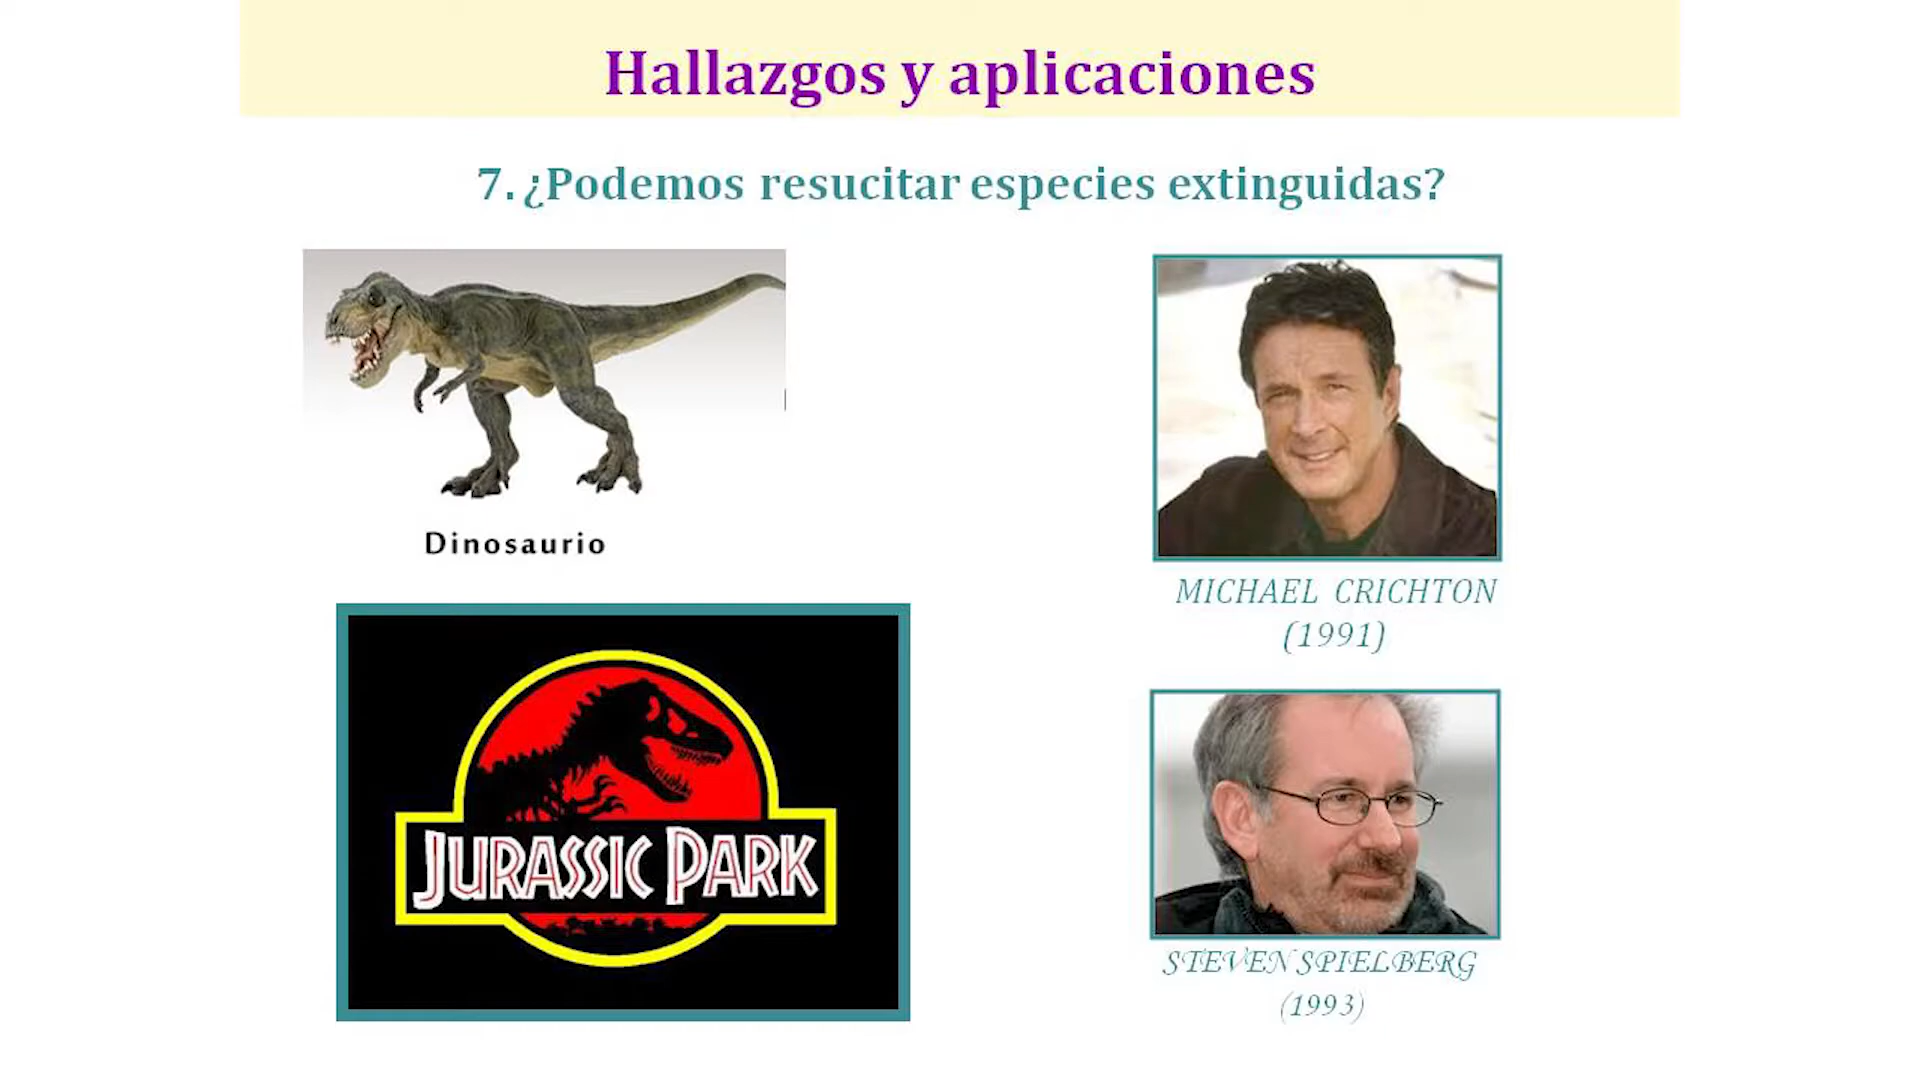 Hallazgos y aplicaciones
7. ¿Podemos resucitar especies extinguidas?
Dinosaurio
JURASSIC PARK
MICHAEL CRICHTON
(1991)
STEVEN SPIELBERG
(1993)